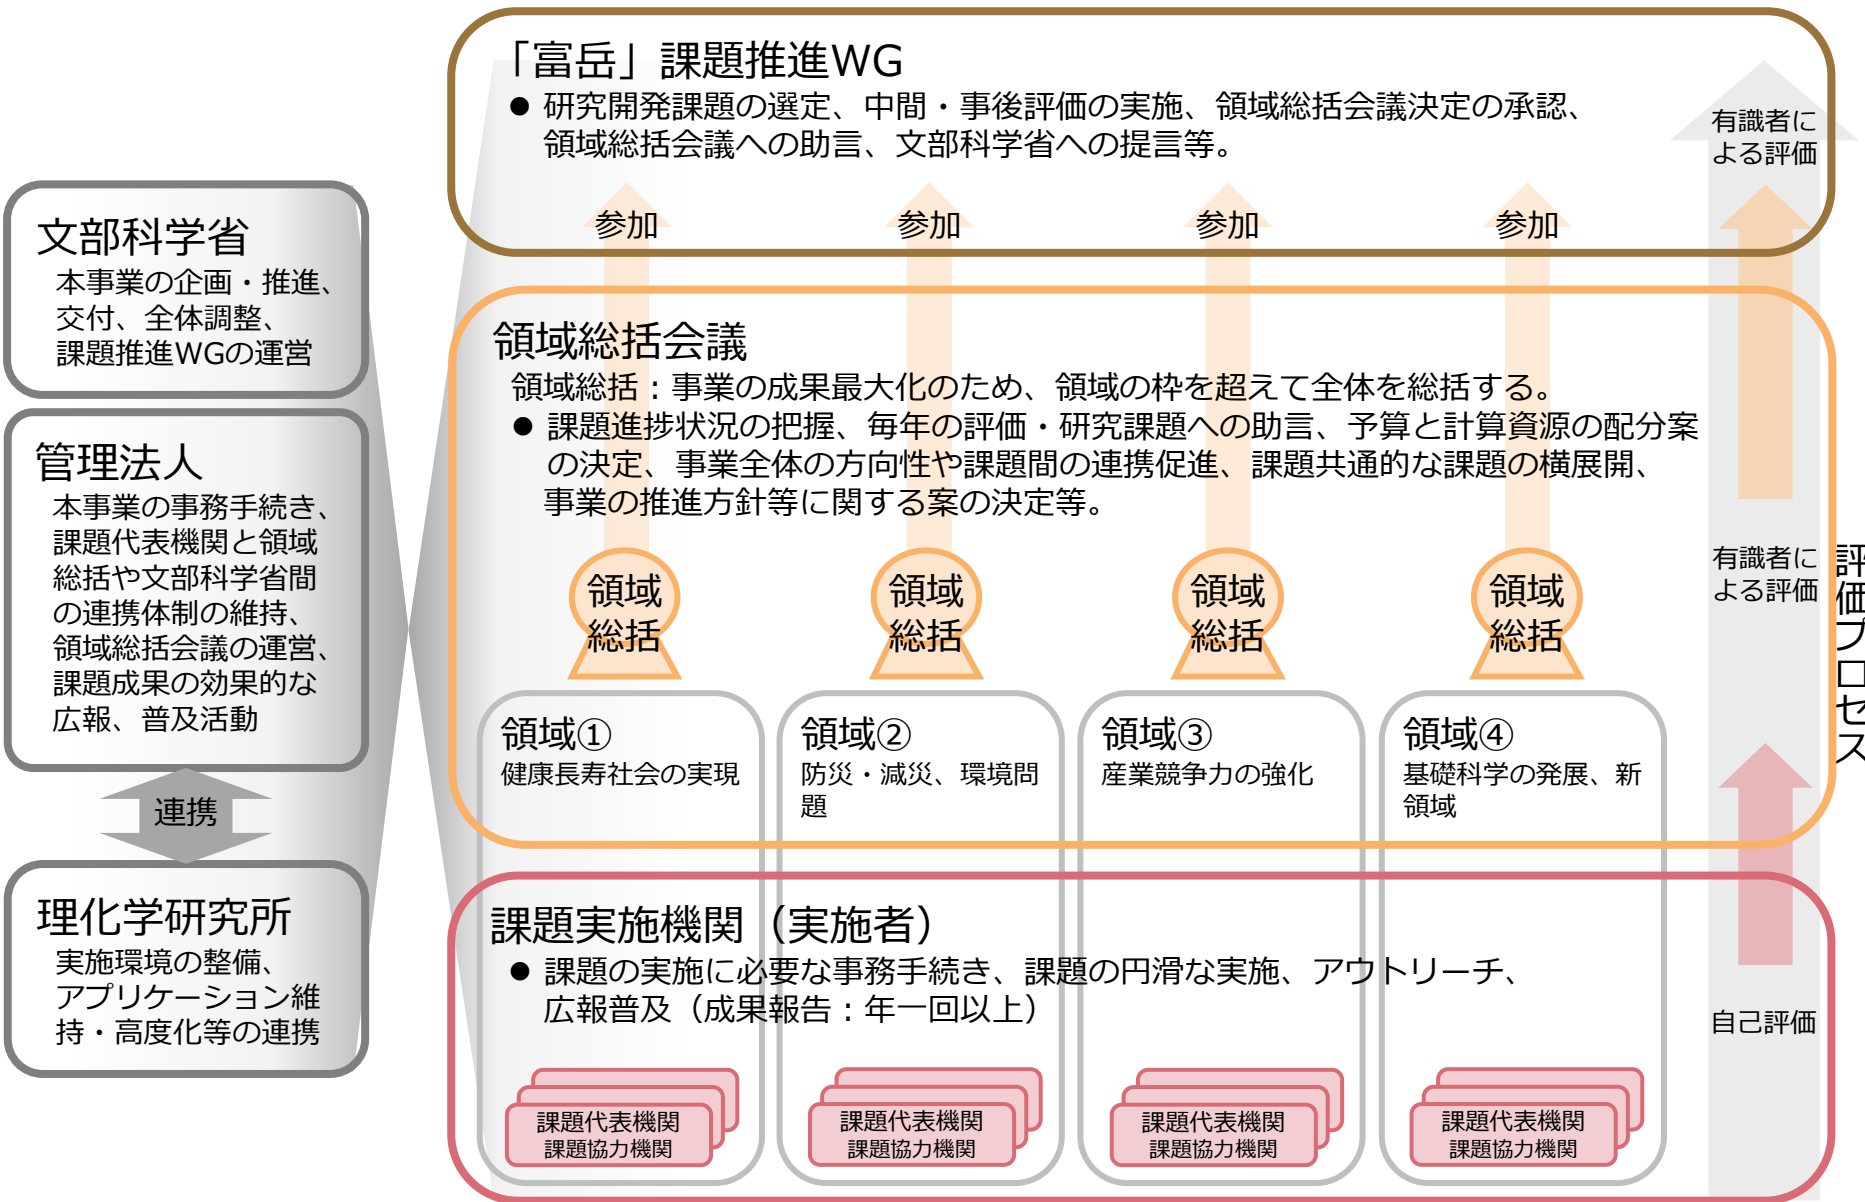 「富岳」課題推進WG
● 研究開発課題の選定、中間・事後評価の実施、領域総括会議決定の承認、
領域総括会議への助言、文部科学省への提言等。
有識者に
よる評価
参加
参加
参加
参加
文部科学省
本事業の企画・推進、
交付、全体調整、
課題推進WGの運営
管理法人
本事業の事務手続き、
課題代表機関と領域
総括や文部科学省間
の連携体制の維持、
領域総括会議の運営、
課題成果の効果的な
広報、普及活動
連携
理化学研究所
実施環境の整備、
アプリケーション維
持・高度化等の連携
領域総括会議
領域総括：事業の成果最大化のため、領域の枠を超えて全体を総括する。
● 課題進捗状況の把握、毎年の評価・研究課題への助言、予算と計算資源の配分案
の決定、事業全体の方向性や課題間の連携促進、課題共通的な課題の横展開、
事業の推進方針等に関する案の決定等。
領域
総括
領域
総括
領域
総括
領域
総括
有識者に
よる評価
評価プロセス
領域①
健康長寿社会の実現
領域②
防災・減災、環境問
題
領域③
産業競争力の強化
領域④
基礎科学の発展、新
領域
課題実施機関（実施者）
● 課題の実施に必要な事務手続き、課題の円滑な実施、アウトリーチ、
広報普及（成果報告：年一回以上）
自己評価
課題代表機関
課題協力機関
課題代表機関
課題協力機関
課題代表機関
課題協力機関
課題代表機関
課題協力機関